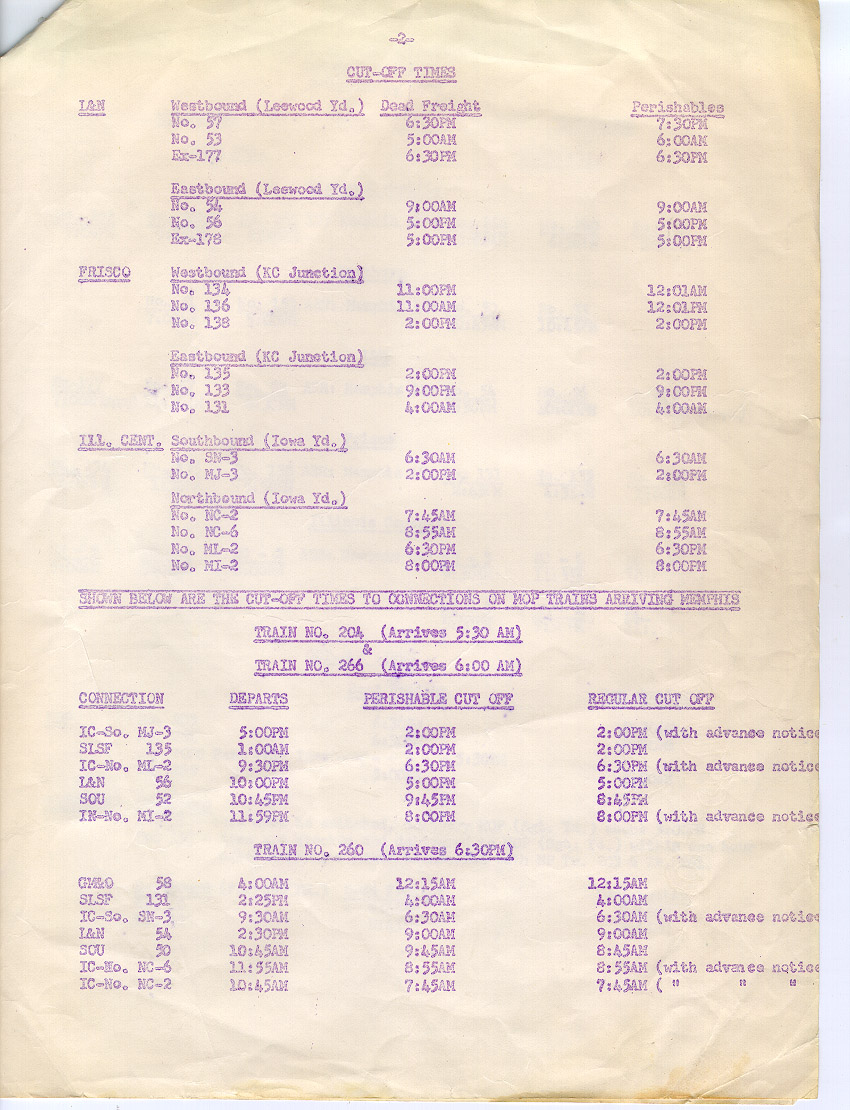 -2-
CUT-OFF TIMES
L&N Westbound (Leewood Yd.) Dead Freight Perishables
No. 57 6:30PM 7:30PM
No. 53 5:00AM 6:00AM
Ex-177 6:30PM 6:30PM
Eastbound (Leewood Yd.)
No. 54 9:00AM 9:00AM
No. 56 5:00PM 5:00PM
Ex-178 5:00PM 5:00PM
FRISCO Westbound (KC Junction)
No. 134 11:00PM 12:01AM
No. 136 11:00AM 12:01PM
No. 138 2:00PM 2:00PM
Eastbound (KC Junction)
No. 135 2:00PM 2:00PM
No. 133 9:00PM 9:00PM
No. 131 4:00AM 4:00AM
ILL. CENT. Southbound (Iowa Yd.)
No. SN-3 6:30AM 6:30AM
No. MJ-3 2:00PM 2:00PM
Northbound (Iowa Yd.)
No. NC-2 7:45AM 7:45AM
No. NC-6 8:55AM 8:55AM
No. ML-2 6:30PM 6:30PM
No. MI-2 8:00PM 8:00PM
SHOWN BELOW ARE THE CUT-OFF TIMES TO CONNECTIONS ON MOP TRAINS ARRIVING MEMPHIS
TRAIN NO. 204 (Arrives 5:30 AM)
&
TRAIN NO. 266 (Arrives 6:00 AM)
CONNECTION DEPARTS PERISHABLE CUT OFF REGULAR CUT OFF
IC-So. MJ-3 5:00PM 2:00PM 2:00PM (with advance notice
SLSF 135 1:00AM 2:00PM 2:00PM
IC-No. ML-2 9:30PM 6:30PM 6:30PM (with advance notice
L&N 56 10:00PM 5:00PM 5:00PM
SOU 52 10:45PM 9:45PM 8:45PM
IN-No. MI-2 11:59PM 8:00PM 8:00PM (with advance notice
TRAIN NO. 260 (Arrives 6:30PM)
GM&O 58 4:00AM 12:15AM 12:15AM
SLSF 131 2:25PM 4:00AM 4:00AM
IC-So. SN-3 9:30AM 6:30AM 6:30AM (with advance notice
L&N 54 2:30PM 9:00AM 9:00AM
SOU 30 10:45AM 9:45AM 8:45AM
IC-No. NC-6 11:55AM 8:55AM 8:55AM (with advance notice
IC-No. NC-2 10:45AM 7:45AM 7:45AM ( " " "